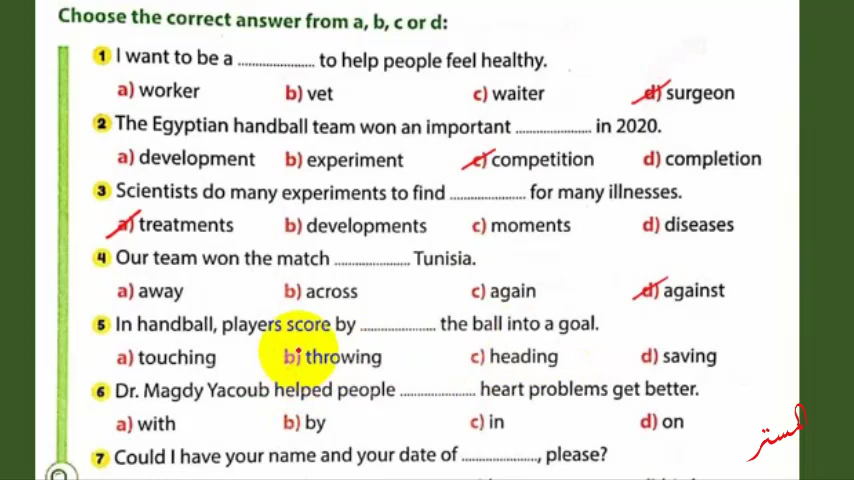 Choose the correct answer from a, b, c or d:
1 I want to be a .................... to help people feel healthy.
a) worker b) vet c) waiter d) surgeon
2 The Egyptian handball team won an important .................... in 2020.
a) development b) experiment c) competition d) completion
3 Scientists do many experiments to find .................... for many illnesses.
a) treatments b) developments c) moments d) diseases
4 Our team won the match .................... Tunisia.
a) away b) across c) again d) against
5 In handball, players score by .................... the ball into a goal.
a) touching b) throwing c) heading d) saving
6 Dr. Magdy Yacoub helped people .................... heart problems get better.
a) with b) by c) in d) on
المستر
7 Could I have your name and your date of ...................., please?